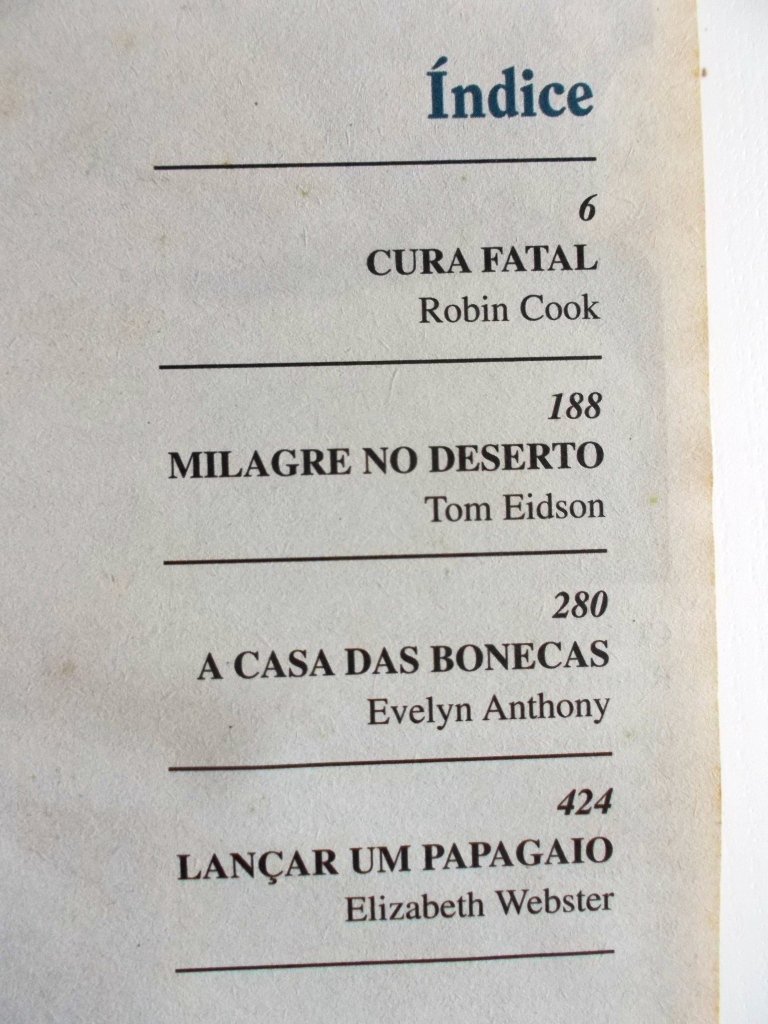 Índice
6
CURA FATAL
Robin Cook
188
MILAGRE NO DESERTO
Tom Eidson
280
A CASA DAS BONECAS
Evelyn Anthony
424
LANÇAR UM PAPAGAIO
Elizabeth Webster